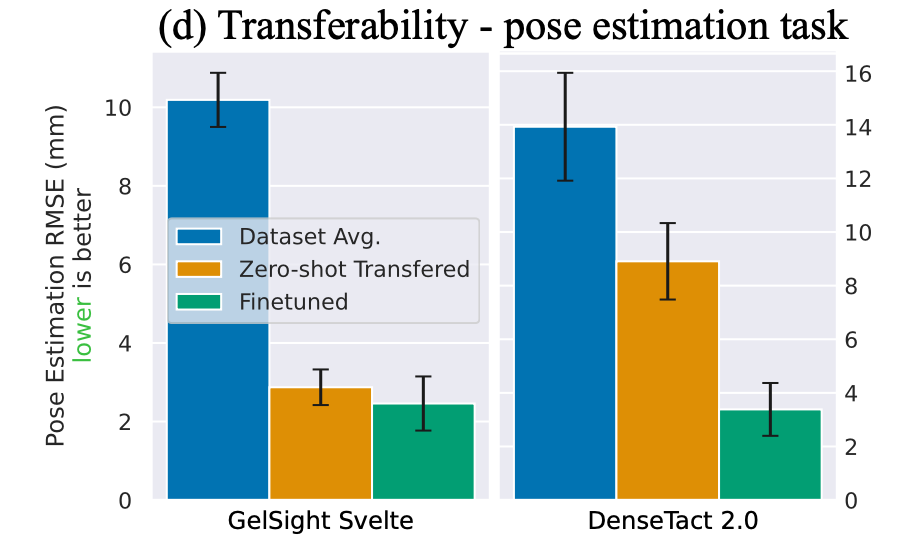 (d) Transferability - pose estimation task
Pose Estimation RMSE (mm)
lower is better
10
8
6
4
2
0
Dataset Avg.
Zero-shot Transfered
Finetuned
16
14
12
10
8
6
4
2
0
GelSight Svelte
DenseTact 2.0